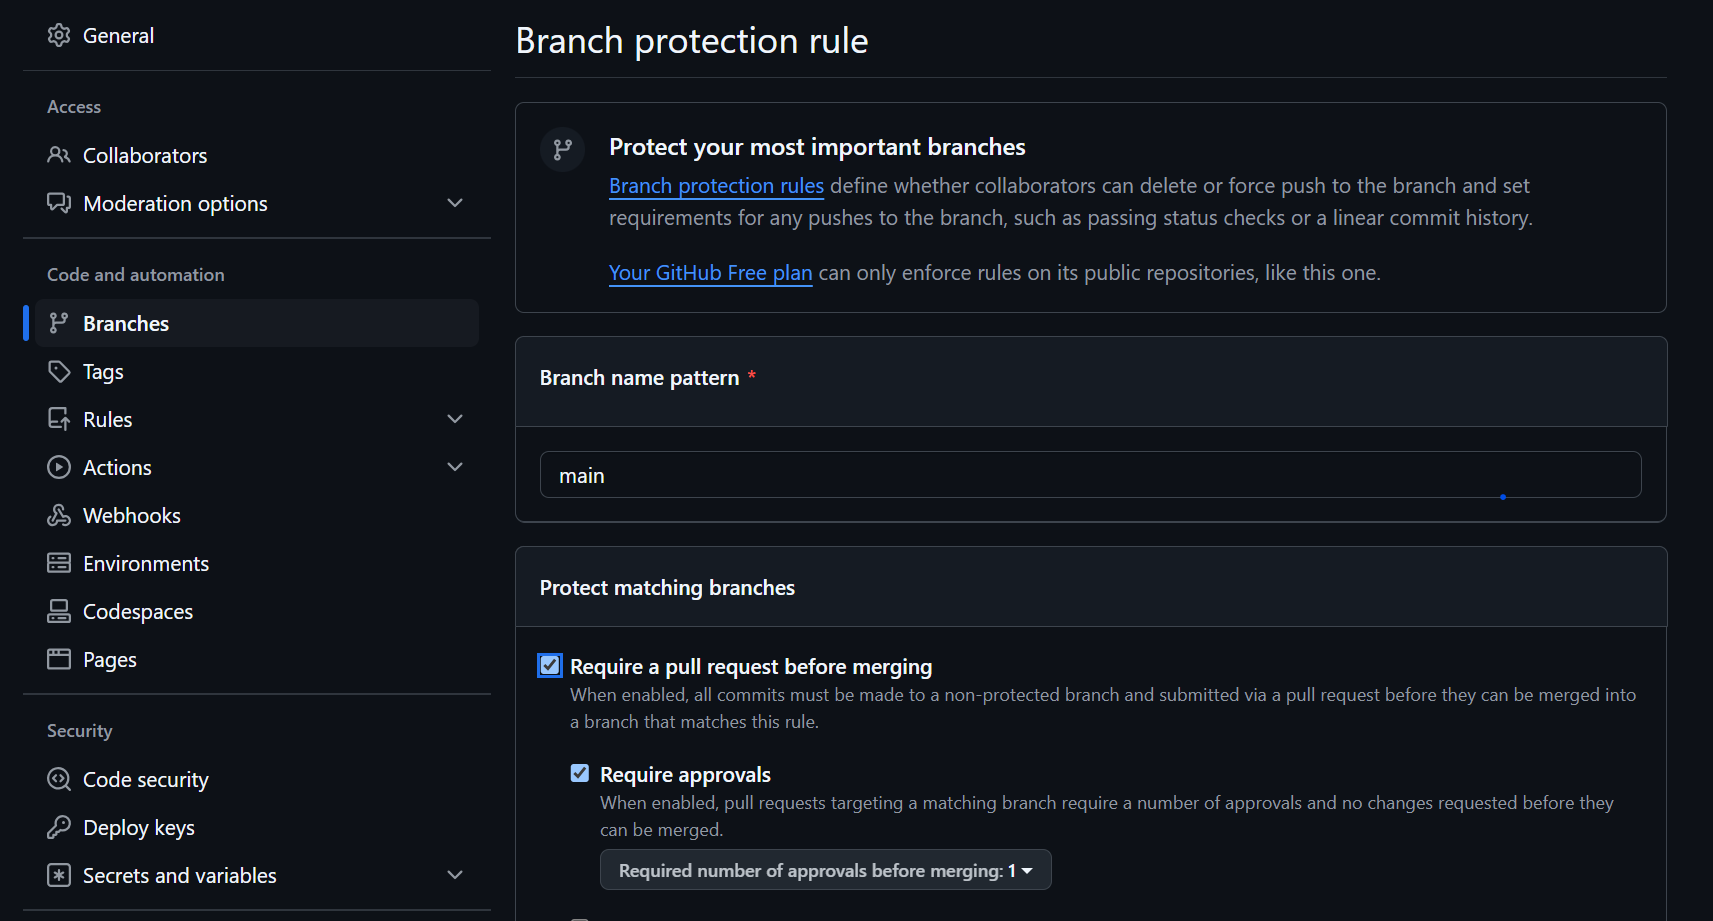 General
Access
Collaborators
Moderation options
Code and automation
Branches
Tags
Rules
Actions
Webhooks
Environments
Codespaces
Pages
Security
Code security
Deploy keys
Secrets and variables
Branch protection rule
Protect your most important branches
Branch protection rules define whether collaborators can delete or force push to the branch and set
requirements for any pushes to the branch, such as passing status checks or a linear commit history.
Your GitHub Free plan can only enforce rules on its public repositories, like this one.
Branch name pattern *
main
Protect matching branches
Require a pull request before merging
When enabled, all commits must be made to a non-protected branch and submitted via a pull request before they can be merged into
a branch that matches this rule.
Require approvals
When enabled, pull requests targeting a matching branch require a number of approvals and no changes requested before they
can be merged.
Required number of approvals before merging: 1